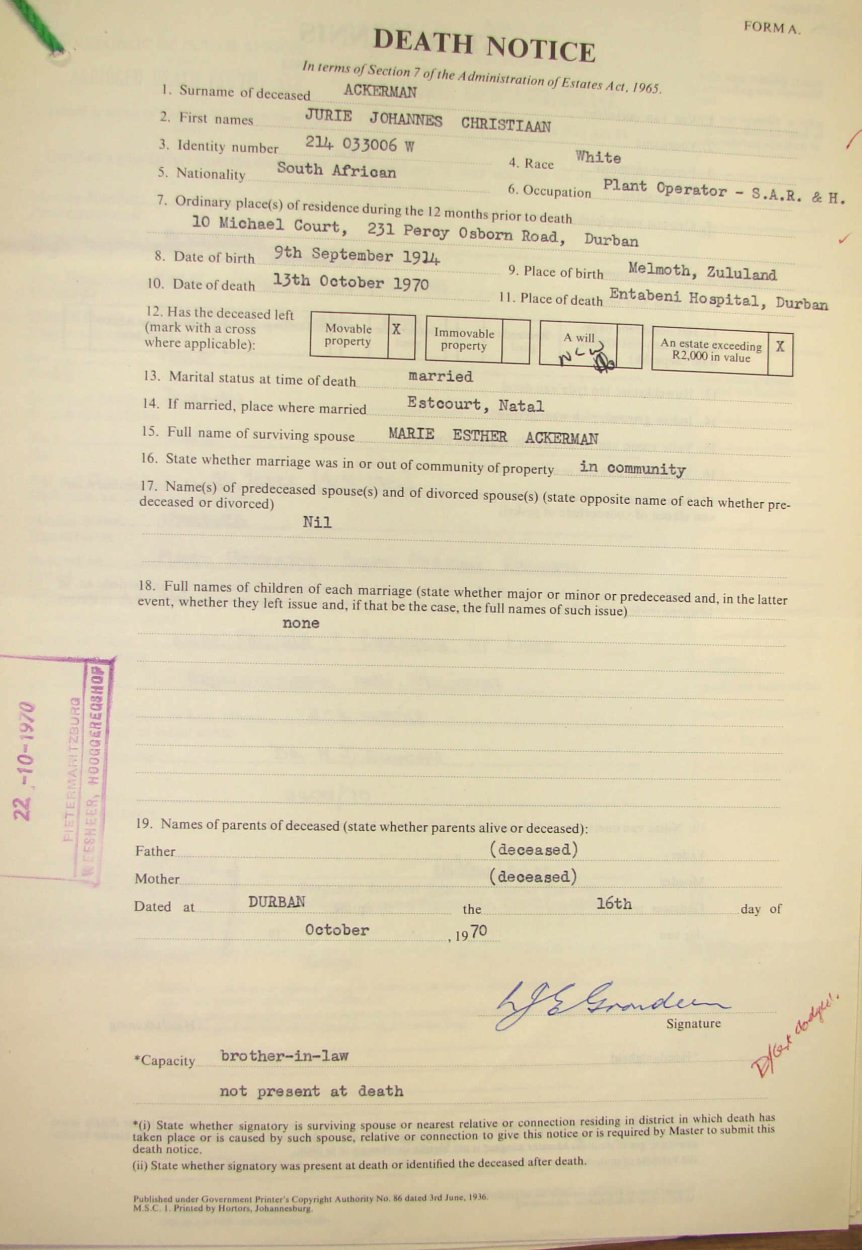 FORM A.
DEATH NOTICE
In terms of Section 7 of the Administration of Estates Act, 1965.
1. Surname of deceased ACKERMAN
2. First names JURIE JOHANNES CHRISTIAAN
3. Identity number 214 033006 W
4. Race White
5. Nationality South African
6. Occupation Plant Operator - S.A.R. & H.
7. Ordinary place(s) of residence during the 12 months prior to death
10 Michael Court, 231 Percy Osborn Road, Durban
8. Date of birth 9th September 1914
9. Place of birth Melmoth, Zululand
10. Date of death 13th October 1970
11. Place of death Entabeni Hospital, Durban
12. Has the deceased left
(mark with a cross
where applicable):
Movable
property X
Immovable
property
A will
An estate exceeding
R2,000 in value X
13. Marital status at time of death married
14. If married, place where married Estcourt, Natal
15. Full name of surviving spouse MARIE ESTHER ACKERMAN
16. State whether marriage was in or out of community of property in community
17. Name(s) of predeceased spouse(s) and of divorced spouse(s) (state opposite name of each whether pre-
deceased or divorced)
Nil
18. Full names of children of each marriage (state whether major or minor or predeceased and, in the latter
event, whether they left issue and, if that be the case, the full names of such issue)
none
22 -10- 1970
PIETERMARITZBURG
WEESHEER, HOOGGEREGSHOF
19. Names of parents of deceased (state whether parents alive or deceased):
Father (deceased)
Mother (deceased)
Dated at DURBAN the 16th day of
October , 1970
Signature
*Capacity brother-in-law
not present at death
*(i) State whether signatory is surviving spouse or nearest relative or connection residing in district in which death has
taken place or is caused by such spouse, relative or connection to give this notice or is required by Master to submit this
death notice.
(ii) State whether signatory was present at death or identified the deceased after death.
Published under Government Printer's Copyright Authority No. 86 dated 3rd June, 1936.
M.S.C. 1. Printed by Hortors, Johannesburg.